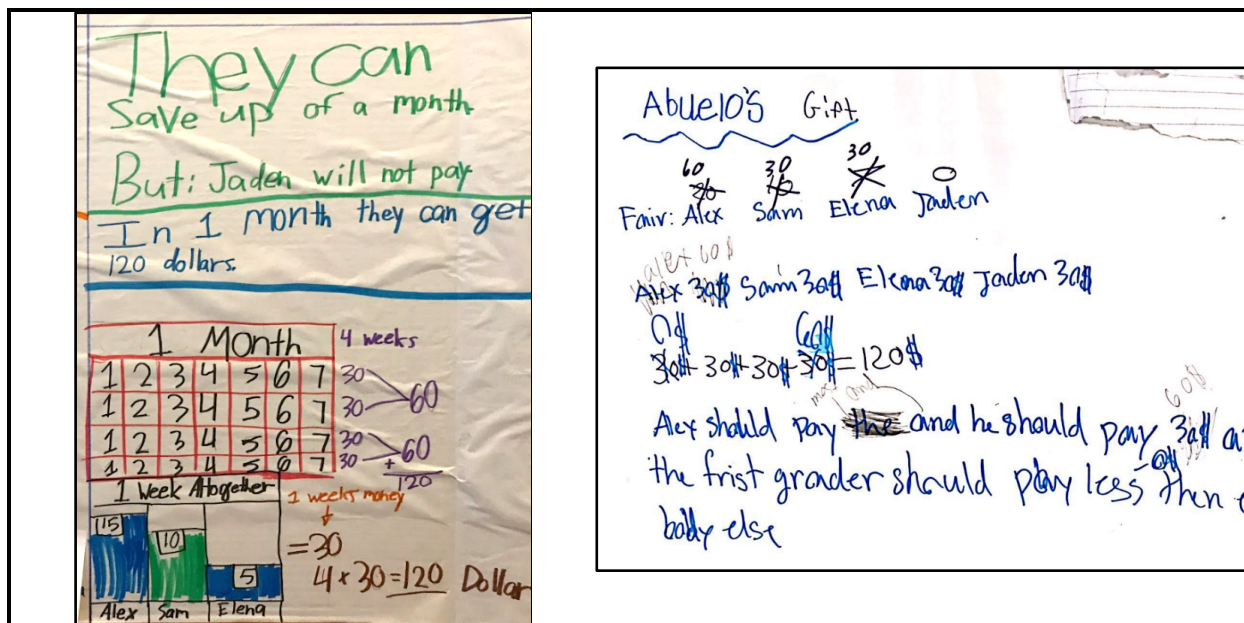 They can
Save up of a month
But: Jaden will not pay
In 1 month they can get
120 dollars.
1 Month 4 weeks
1 2 3 4 5 6 7 30
60
1 2 3 4 5 6 7 30
1 2 3 4 5 6 7 30
60
1 2 3 4 5 6 7 30
+
120
1 Week Altogether
1 weeks money
15 10 5
=30
4 x 30 = 120 Dollar
Alex Sam Elena
Abuelo's Gift
60 30 30 0
Fair: Alex Sam Elena Jaden
60$
Alex 30$ Sam 30$ Elena 30$ Jaden 30$
0$ 60$
30$+ 30$+ 30$+ 30$ = 120$
most and 60$
Alex should pay the and he should pay 30$
0$
the frist grader should play less then
body else